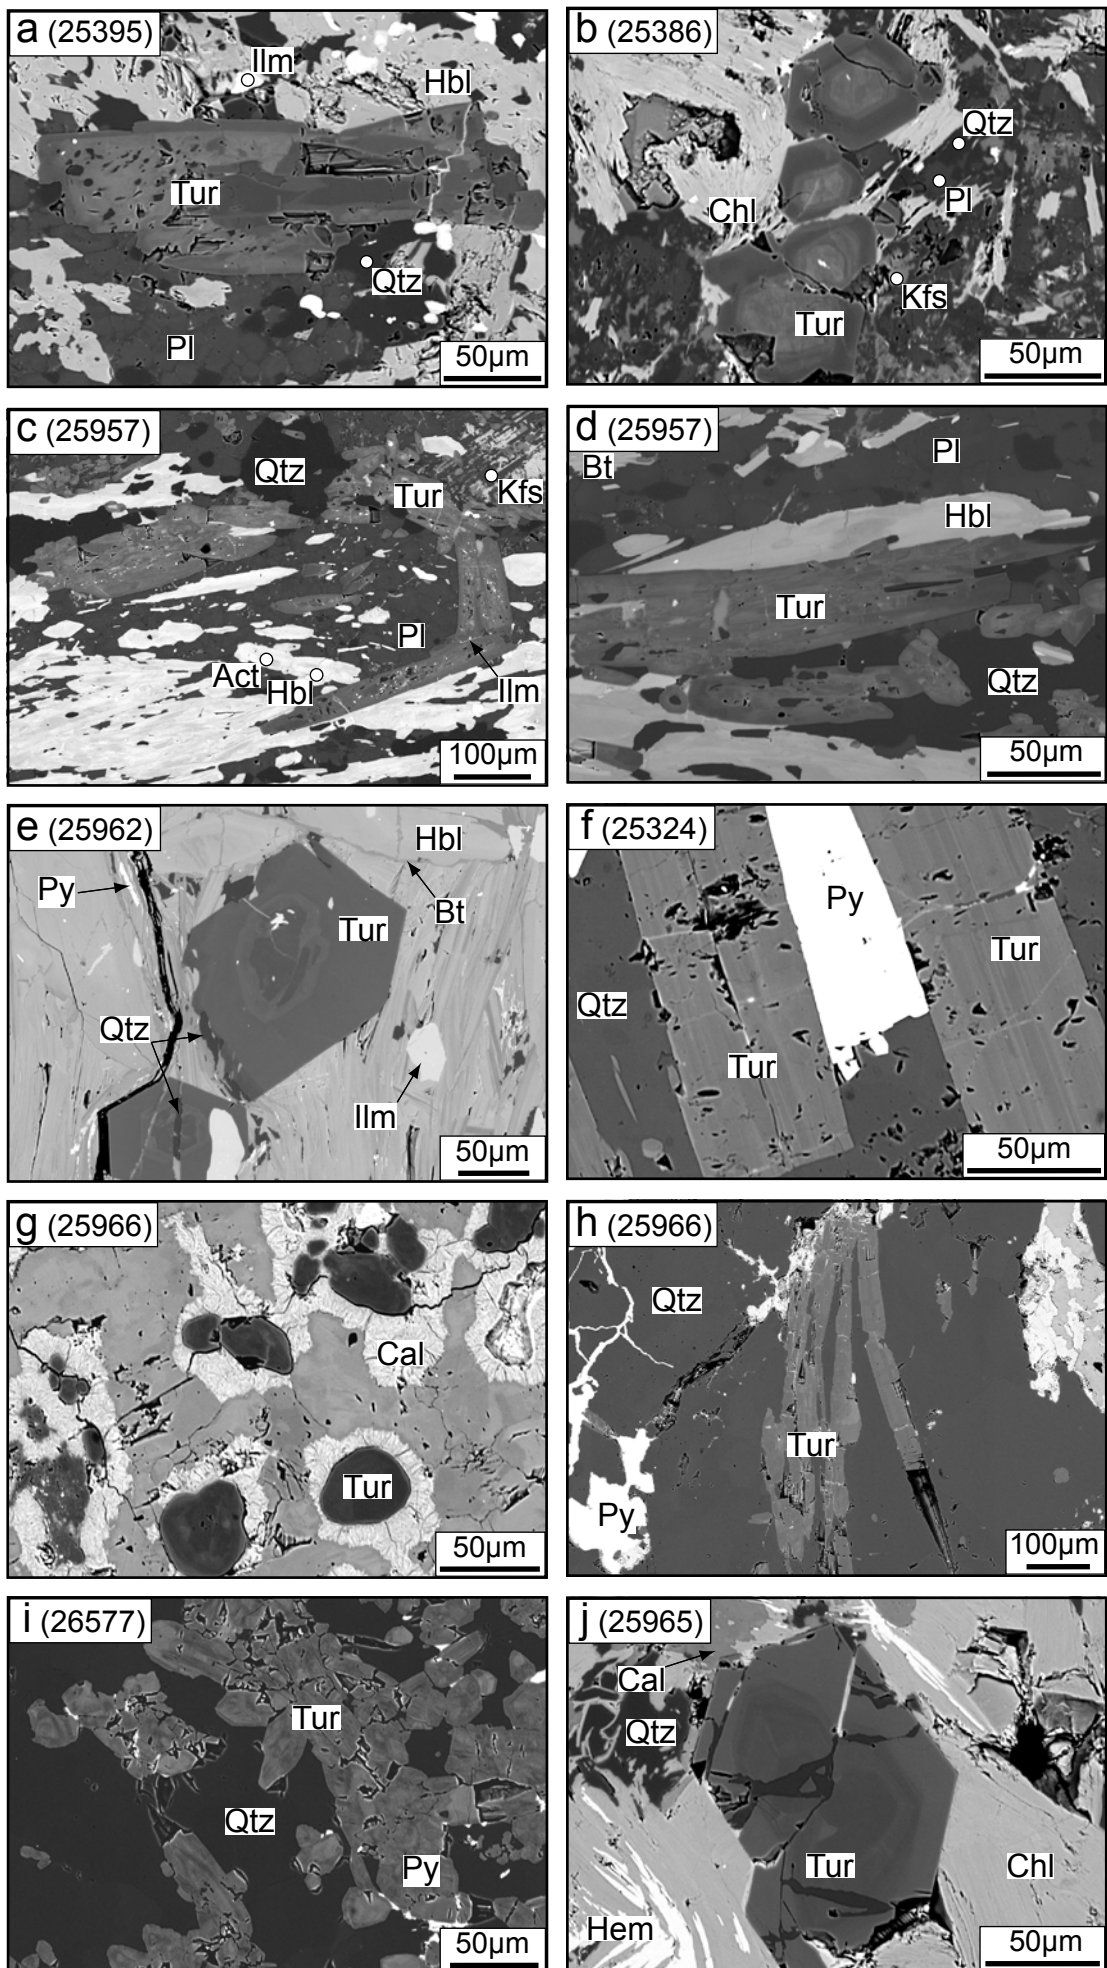 a (25395)
Ilm
Hbl
Tur
Qtz
Pl
50µm
b (25386)
Qtz
Pl
Chl
Kfs
Tur
50µm
c (25957)
Qtz
Tur
Kfs
Pl
Act
Hbl
Ilm
100µm
d (25957)
Bt
Pl
Hbl
Tur
Qtz
50µm
e (25962)
Hbl
Py
Tur
Bt
Qtz
Ilm
50µm
f (25324)
Py
Tur
Qtz
Tur
50µm
g (25966)
Cal
Tur
50µm
h (25966)
Qtz
Tur
Py
100µm
i (26577)
Tur
Qtz
Py
50µm
j (25965)
Cal
Qtz
Tur
Chl
Hem
50µm